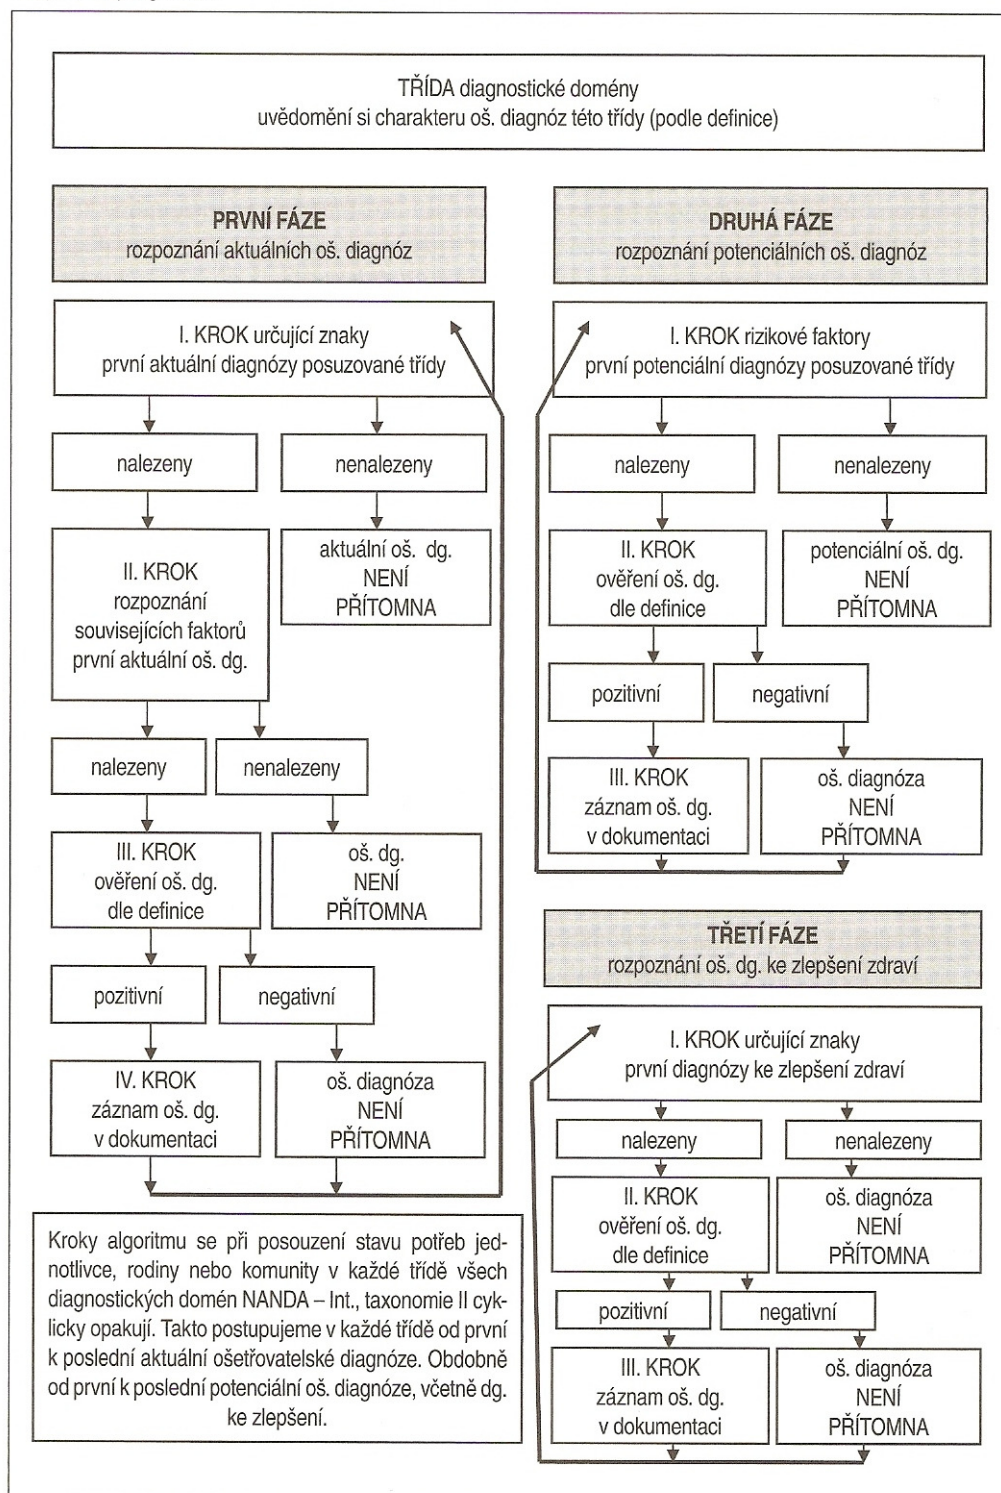 TŘÍDA diagnostické domény
uvědomění si charakteru oš. diagnóz této třídy (podle definice)
PRVNÍ FÁZE
rozpoznání aktuálních oš. diagnóz
I. KROK určující znaky
první aktuální diagnózy posuzované třídy
nalezeny
nenalezeny
II. KROK
rozpoznání
souvisejících faktorů
první aktuální oš. dg.
aktuální oš. dg.
NENÍ
PŘÍTOMNA
nalezeny
nenalezeny
III. KROK
ověření oš. dg.
dle definice
oš. dg.
NENÍ
PŘÍTOMNA
pozitivní
negativní
IV. KROK
záznam oš. dg.
v dokumentaci
oš. diagnóza
NENÍ
PŘÍTOMNA
Kroky algoritmu se při posouzení stavu potřeb jed-
notlivce, rodiny nebo komunity v každé třídě všech
diagnostických domén NANDA – Int., taxonomie II cyk-
licky opakují. Takto postupujeme v každé třídě od první
k poslední aktuální ošetřovatelské diagnóze. Obdobně
od první k poslední potenciální oš. diagnóze, včetně dg.
ke zlepšení.
DRUHÁ FÁZE
rozpoznání potenciálních oš. diagnóz
I. KROK rizikové faktory
první potenciální diagnózy posuzované třídy
nalezeny
nenalezeny
II. KROK
ověření oš. dg.
dle definice
potenciální oš. dg.
NENÍ
PŘÍTOMNA
pozitivní
negativní
III. KROK
záznam oš. dg.
v dokumentaci
oš. diagnóza
NENÍ
PŘÍTOMNA
TŘETÍ FÁZE
rozpoznání oš. dg. ke zlepšení zdraví
I. KROK určující znaky
první diagnózy ke zlepšení zdraví
nalezeny
nenalezeny
II. KROK
ověření oš. dg.
dle definice
oš. diagnóza
NENÍ
PŘÍTOMNA
pozitivní
negativní
III. KROK
záznam oš. dg.
v dokumentaci
oš. diagnóza
NENÍ
PŘÍTOMNA